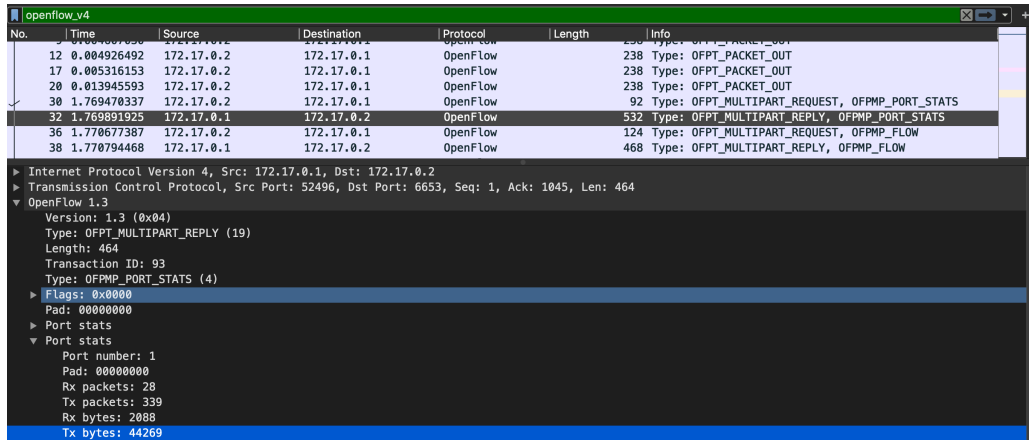 openflow_v4
No. Time Source Destination Protocol Length Info
12 0.004926492 172.17.0.2 172.17.0.1 OpenFlow 238 Type: OFPT_PACKET_OUT
17 0.005316153 172.17.0.2 172.17.0.1 OpenFlow 238 Type: OFPT_PACKET_OUT
20 0.013945593 172.17.0.2 172.17.0.1 OpenFlow 238 Type: OFPT_PACKET_OUT
30 1.769470337 172.17.0.2 172.17.0.1 OpenFlow 92 Type: OFPT_MULTIPART_REQUEST, OFPMP_PORT_STATS
32 1.769891925 172.17.0.1 172.17.0.2 OpenFlow 532 Type: OFPT_MULTIPART_REPLY, OFPMP_PORT_STATS
36 1.770677387 172.17.0.2 172.17.0.1 OpenFlow 124 Type: OFPT_MULTIPART_REQUEST, OFPMP_FLOW
38 1.770794468 172.17.0.1 172.17.0.2 OpenFlow 468 Type: OFPT_MULTIPART_REPLY, OFPMP_FLOW
Internet Protocol Version 4, Src: 172.17.0.1, Dst: 172.17.0.2
Transmission Control Protocol, Src Port: 52496, Dst Port: 6653, Seq: 1, Ack: 1045, Len: 464
OpenFlow 1.3
Version: 1.3 (0x04)
Type: OFPT_MULTIPART_REPLY (19)
Length: 464
Transaction ID: 93
Type: OFPMP_PORT_STATS (4)
Flags: 0x0000
Pad: 00000000
Port stats
Port stats
Port number: 1
Pad: 00000000
Rx packets: 28
Tx packets: 339
Rx bytes: 2088
Tx bytes: 44269